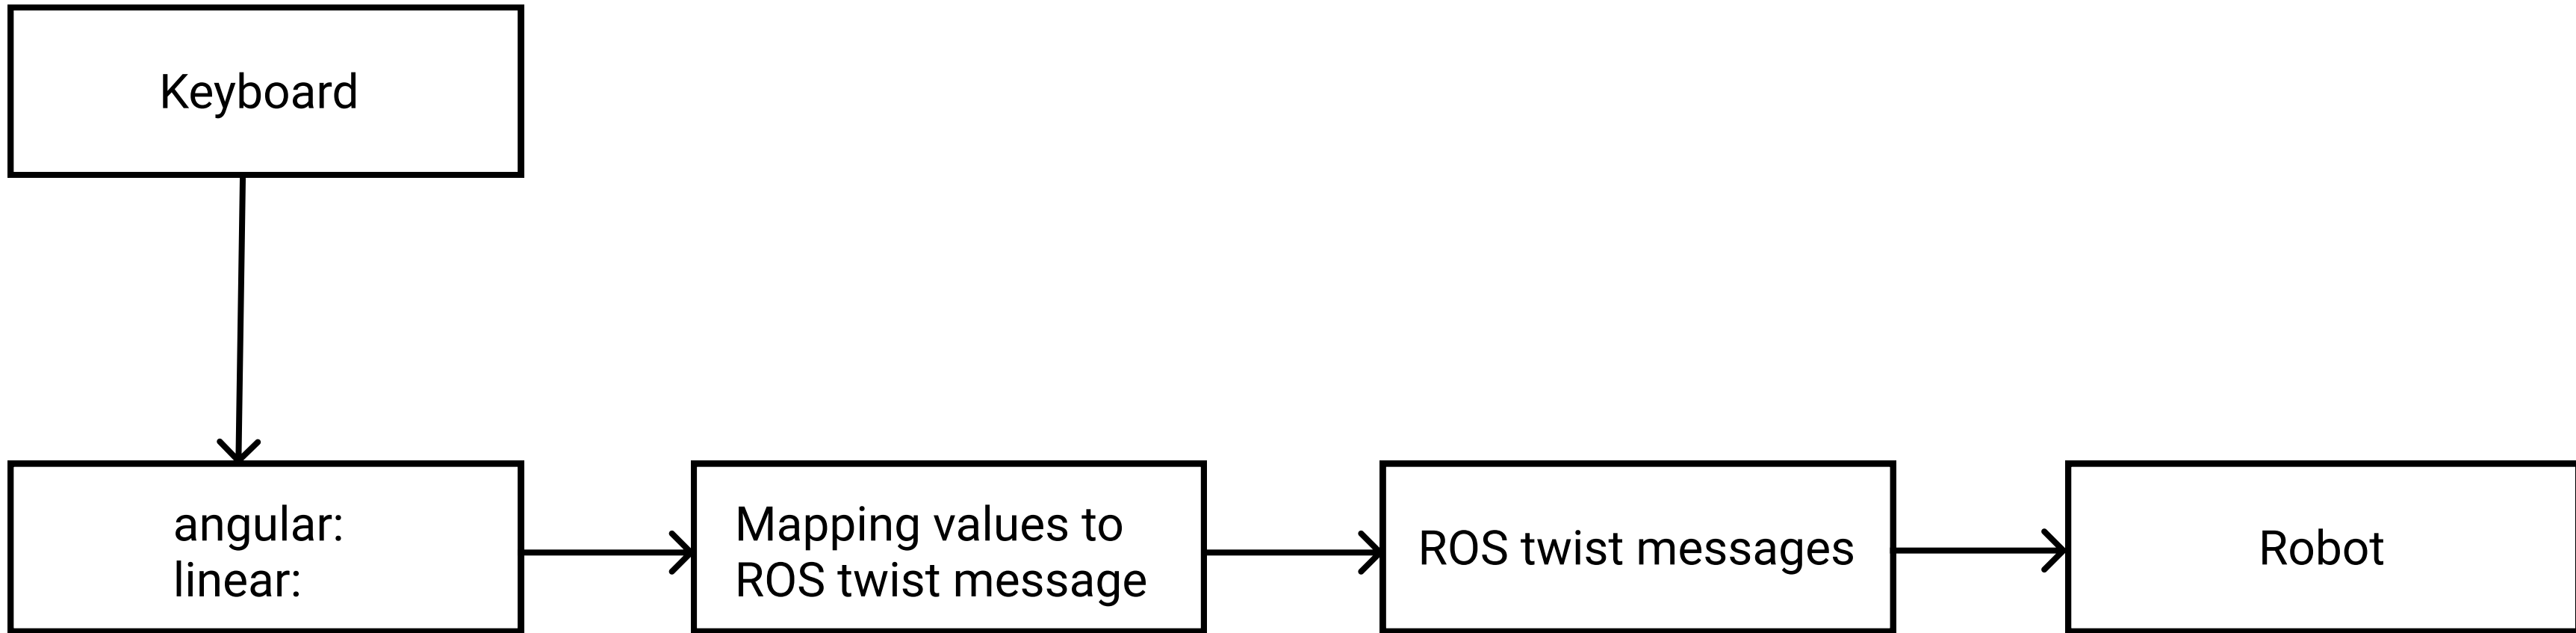 Keyboard
angular:
linear:
Mapping values to
ROS twist message
ROS twist messages
Robot